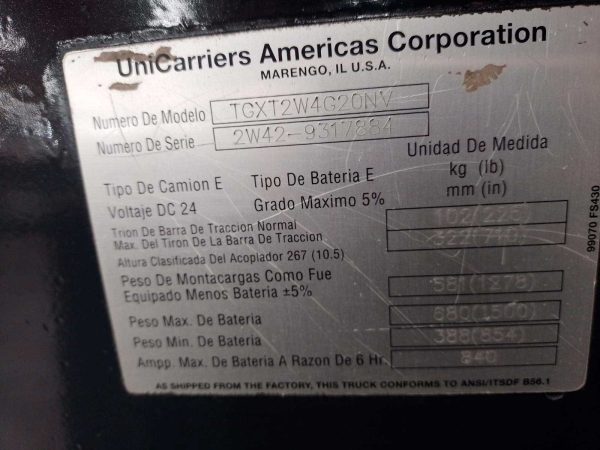 UniCarriers Americas Corporation
MARENGO, IL U.S.A.
Numero De Modelo TGXT2W4G20NV
Numero De Serie 2W42-9317884
Unidad De Medida
kg (lb)
mm (in)
Tipo De Camion E Tipo De Bateria E
Voltaje DC 24 Grado Maximo 5%
Trion De Barra De Traccion Normal 102(225)
Max. Del Tiron De La Barra De Traccion 322(710)
Altura Clasificada Del Acoplador 267 (10.5)
Peso De Montacargas Como Fue
Equipado Menos Bateria ±5% 581(1278)
Peso Max. De Bateria 680(1500)
Peso Min. De Bateria 388(854)
Ampp. Max. De Bateria A Razon De 6 Hr. 840
AS SHIPPED FROM THE FACTORY, THIS TRUCK CONFORMS TO ANSI/ITSDF B56.1
99070 FS430